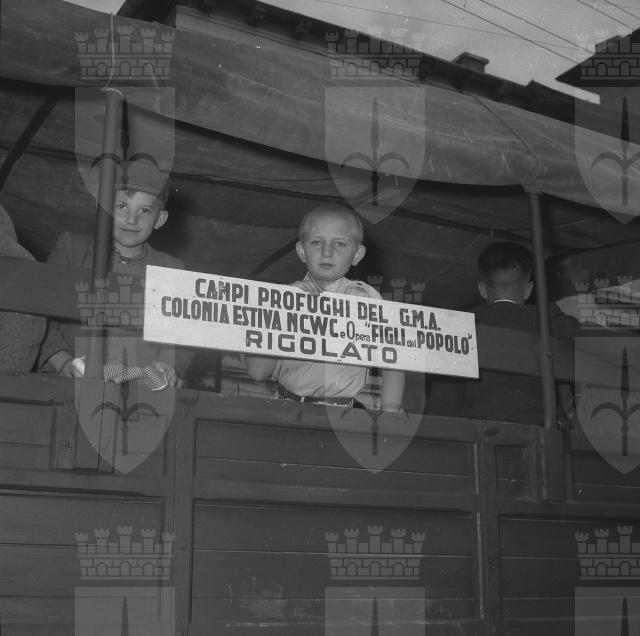 CAMPI PROFUGHI DEL G.M.A.
COLONIA ESTIVA NCWC e Opera "FIGLI del POPOLO"
RIGOLATO